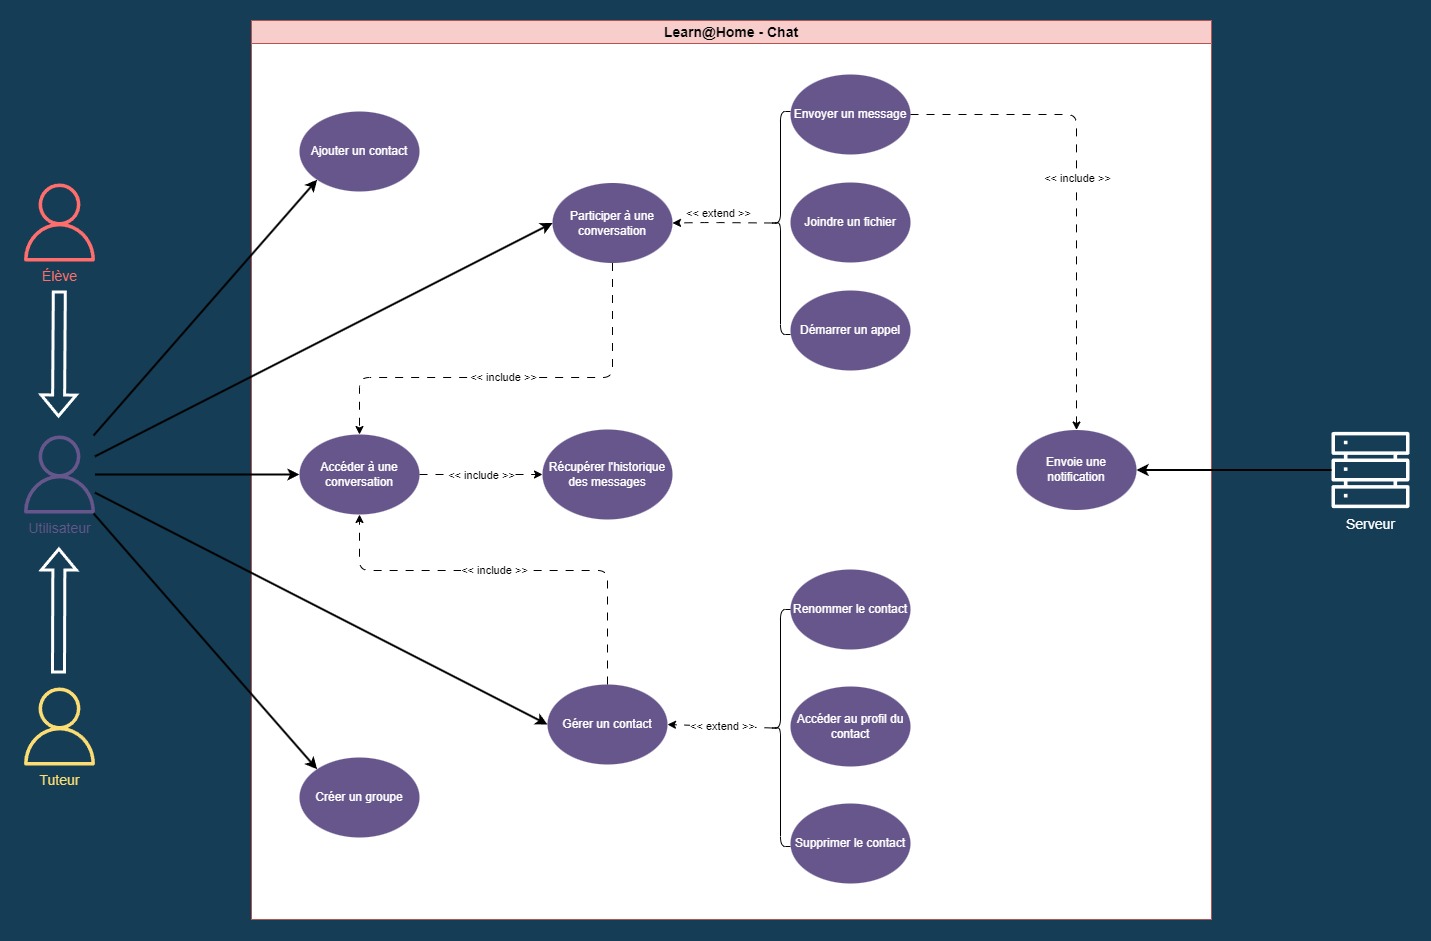 Learn@Home - Chat
Envoyer un message
Ajouter un contact
<< include >>
Participer à une
conversation
<< extend >>
Joindre un fichier
Élève
Démarrer un appel
<< include >>
Accéder à une
conversation
<< include >>
Récupérer l'historique
des messages
Envoie une
notification
Utilisateur
Serveur
<< include >>
Renommer le contact
Gérer un contact
<< extend >>
Accéder au profil du
contact
Tuteur
Créer un groupe
Supprimer le contact